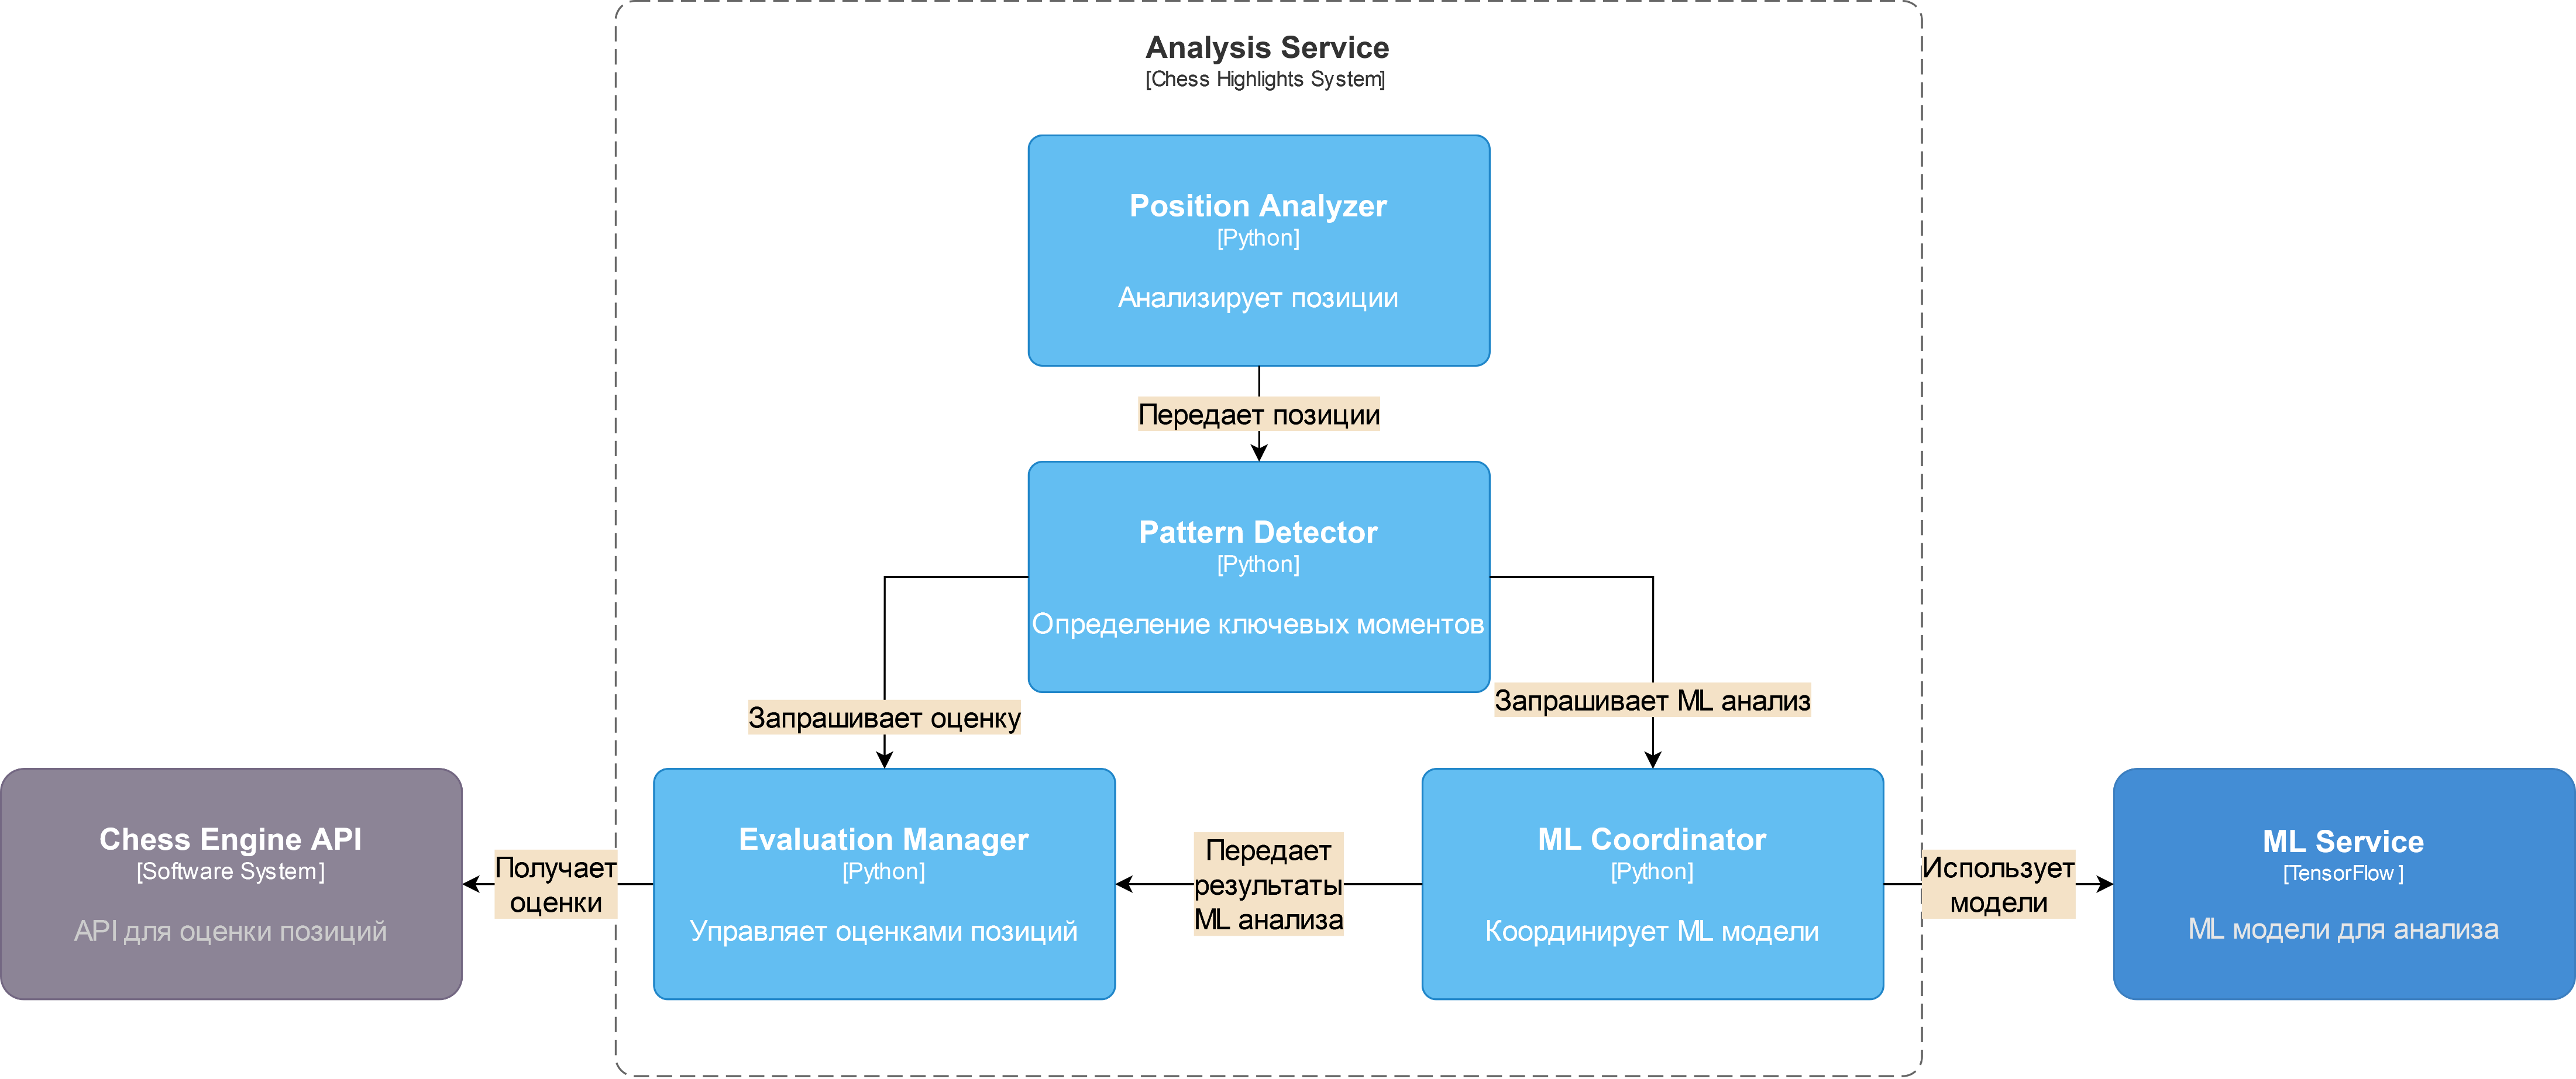 Analysis Service
[Chess Highlights System]
Position Analyzer
[Python]
Анализирует позиции
Передает позиции
Pattern Detector
[Python]
Определение ключевых моментов
Запрашивает оценку
Запрашивает ML анализ
Chess Engine API
[Software System]
API для оценки позиций
Получает
оценки
Evaluation Manager
[Python]
Управляет оценками позиций
Передает
результаты
ML анализа
ML Coordinator
[Python]
Координирует ML модели
Использует
модели
ML Service
[TensorFlow]
ML модели для анализа